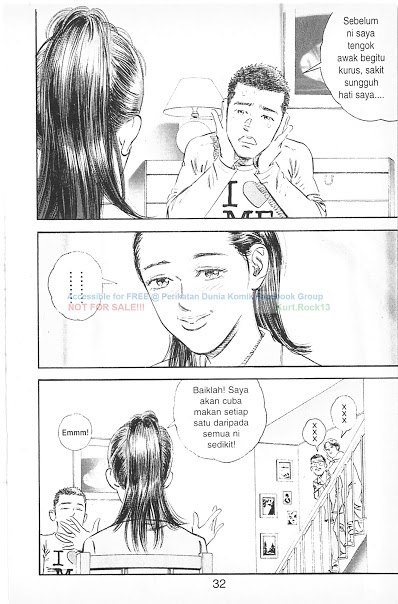 Sebelum
ni saya
tengok
awak begitu
kurus, sakit
sungguh
hati saya....
I
ME
Accessible for FREE @ Perikatan Dunia Komik Facebook Group
NOT FOR SALE!!!
Kurt.Rock13
Baiklah! Saya
akan cuba
makan setiap
satu daripada
semua ni
sedikit!
Emmm!
XXX
XXX
I
ME
32